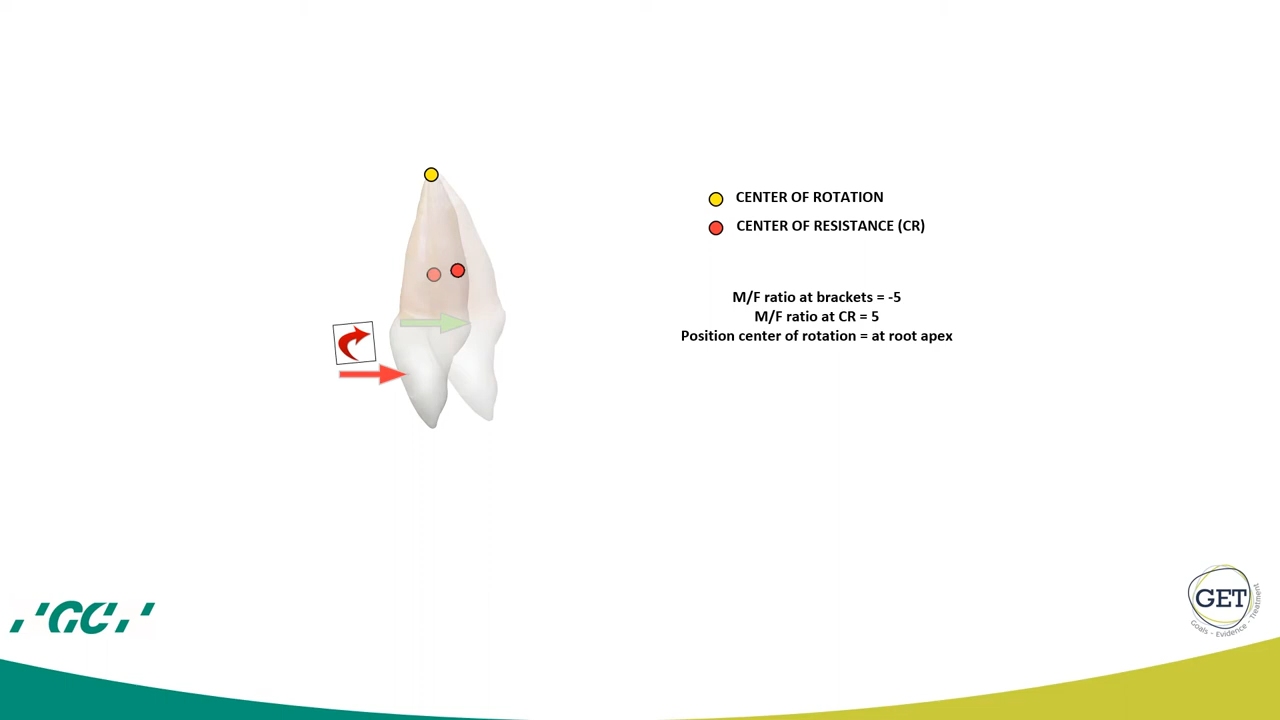 CENTER OF ROTATION
CENTER OF RESISTANCE (CR)
M/F ratio at brackets = -5
M/F ratio at CR = 5
Position center of rotation = at root apex
GC
GET
Goals - Evidence - Treatment